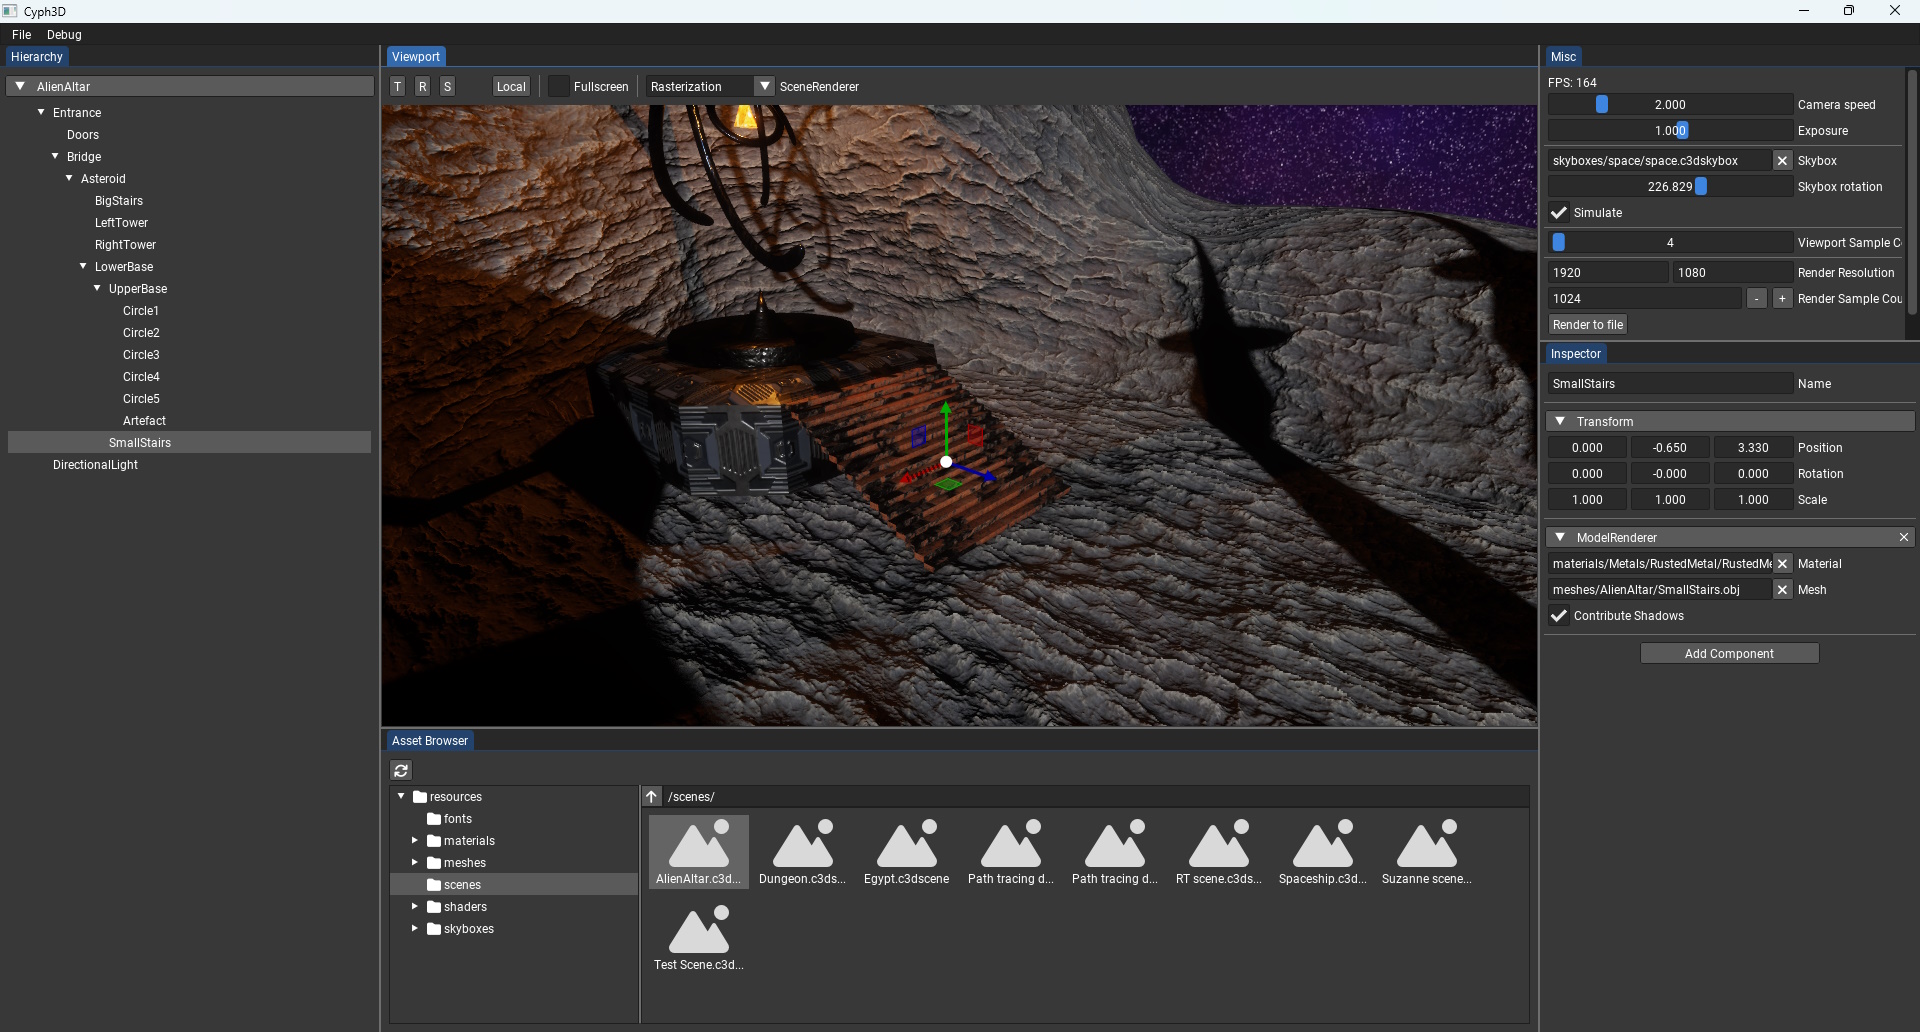 Cyph3D
File Debug
Hierarchy
AlienAltar
Entrance
Doors
Bridge
Asteroid
BigStairs
LeftTower
RightTower
LowerBase
UpperBase
Circle1
Circle2
Circle3
Circle4
Circle5
Artefact
SmallStairs
DirectionalLight
Viewport
T R S Local Fullscreen Rasterization SceneRenderer
Asset Browser
resources
fonts
materials
meshes
scenes
shaders
skyboxes
/scenes/
AlienAltar.c3d... Dungeon.c3ds... Egypt.c3dscene Path tracing d... Path tracing d... RT scene.c3ds... Spaceship.c3d... Suzanne scene...
Test Scene.c3d...
Misc
FPS: 164
2.000 Camera speed
1.000 Exposure
skyboxes/space/space.c3dskybox Skybox
226.829 Skybox rotation
Simulate
4 Viewport Sample C
1920 1080 Render Resolution
1024 - + Render Sample Cou
Render to file
Inspector
SmallStairs Name
Transform
0.000 -0.650 3.330 Position
0.000 -0.000 0.000 Rotation
1.000 1.000 1.000 Scale
ModelRenderer
materials/Metals/RustedMetal/RustedMe Material
meshes/AlienAltar/SmallStairs.obj Mesh
Contribute Shadows
Add Component